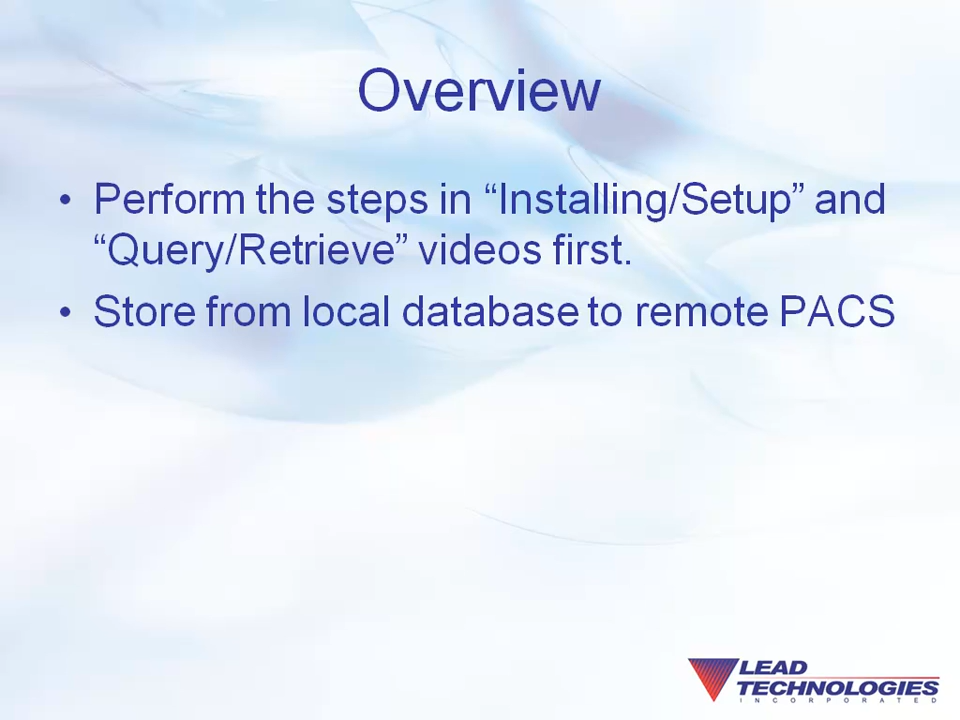 Overview
• Perform the steps in “Installing/Setup” and
“Query/Retrieve” videos first.
• Store from local database to remote PACS
LEAD
TECHNOLOGIES
INCORPORATED